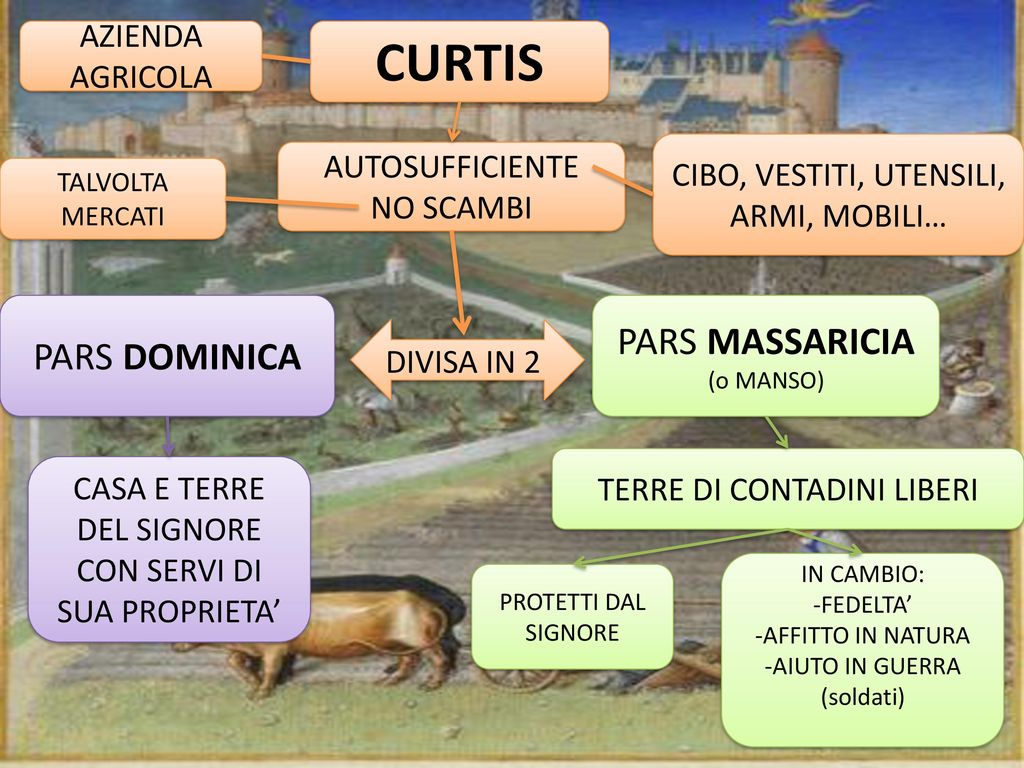 AZIENDA
AGRICOLA
CURTIS
AUTOSUFFICIENTE
NO SCAMBI
TALVOLTA
MERCATI
CIBO, VESTITI, UTENSILI,
ARMI, MOBILI…
PARS DOMINICA
DIVISA IN 2
PARS MASSARICIA
(o MANSO)
CASA E TERRE
DEL SIGNORE
CON SERVI DI
SUA PROPRIETA’
TERRE DI CONTADINI LIBERI
PROTETTI DAL
SIGNORE
IN CAMBIO:
-FEDELTA’
-AFFITTO IN NATURA
-AIUTO IN GUERRA
(soldati)